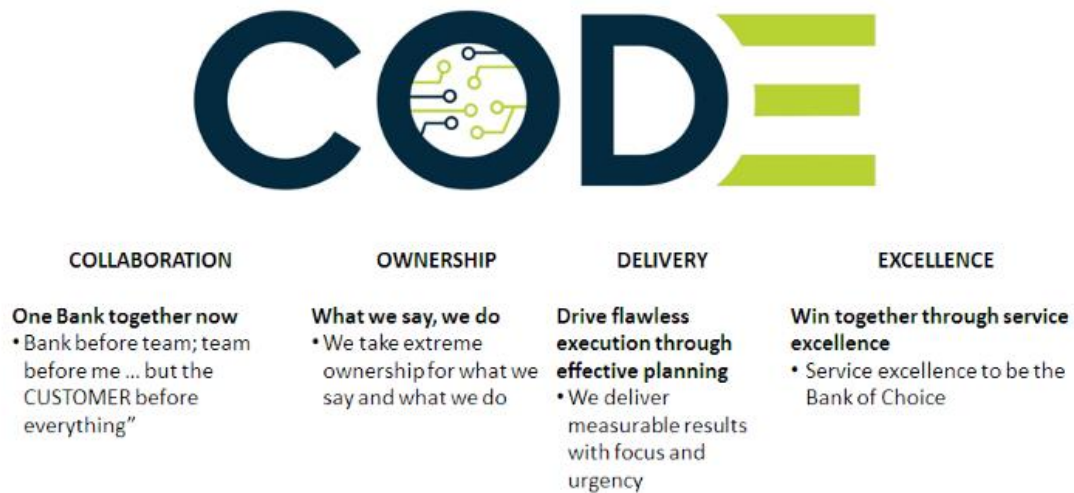 CODE
COLLABORATION
One Bank together now
• Bank before team; team
before me ... but the
CUSTOMER before
everything”
OWNERSHIP
What we say, we do
• We take extreme
ownership for what we
say and what we do
DELIVERY
Drive flawless
execution through
effective planning
• We deliver
measurable results
with focus and
urgency
EXCELLENCE
Win together through service
excellence
• Service excellence to be the
Bank of Choice